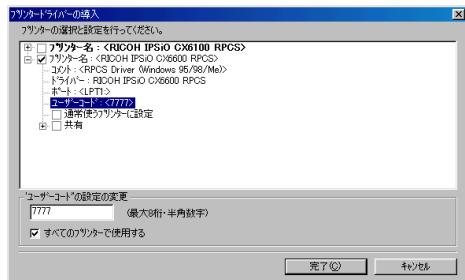 プリンタードライバーの導入
プリンターの選択と設定を行ってください。
プリンター名 : <RICOH IPSiO CX6100 RPCS>
プリンター名 : <RICOH IPSiO CX6600 RPCS>
コメント : <RPCS Driver (Windows 95/98/Me)>
ドライバー : RICOH IPSiO CX6600 RPCS
ポート : <LPT1:>
ユーザーコード : <7777>
通常使うプリンターに設定
共有
"ユーザーコード"の設定の変更
7777
(最大8桁・半角数字)
すべてのプリンターで使用する
完了(C)
キャンセル